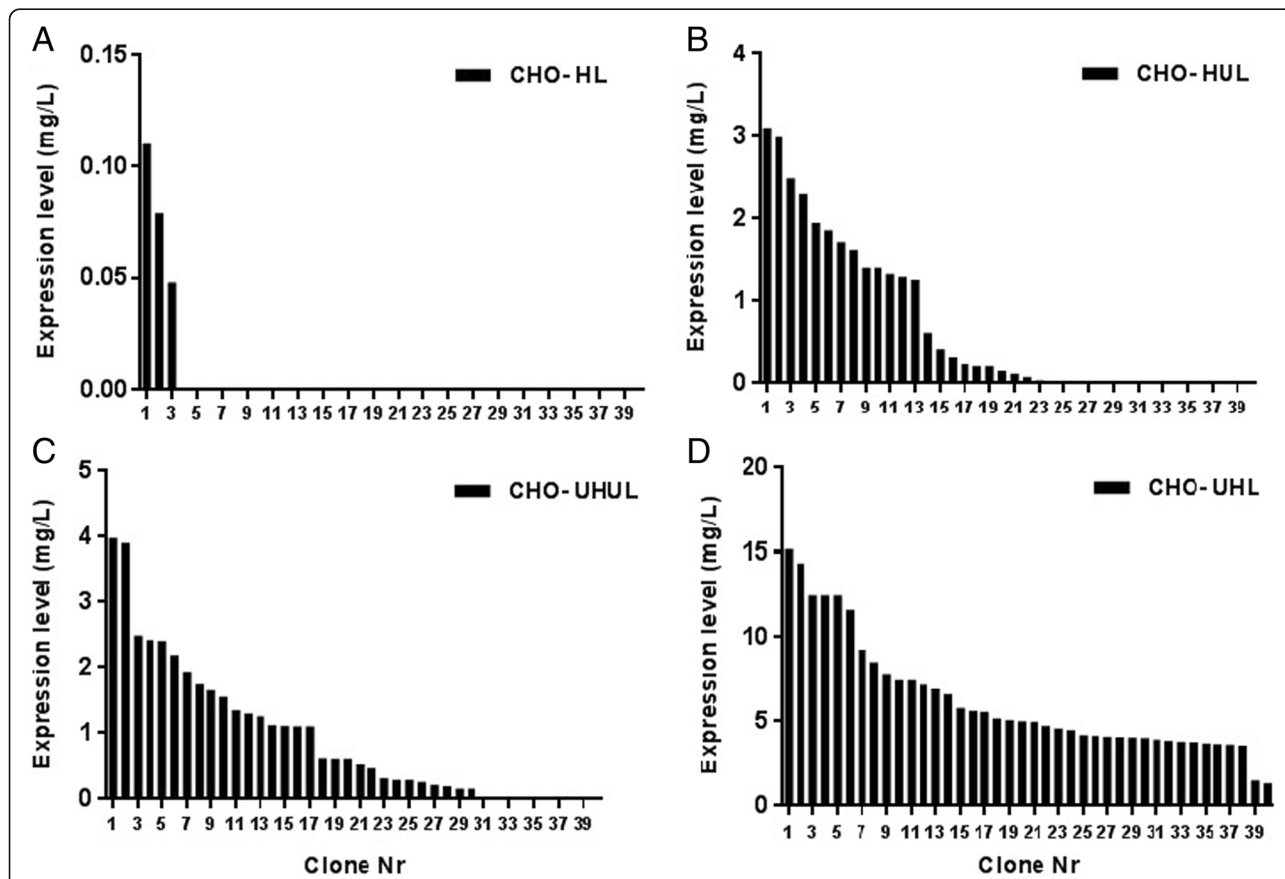 A
CHO-HL
Expression level (mg/L)
0.15
0.10
0.05
0.00
1 3 5 7 9 11 13 15 17 19 21 23 25 27 29 31 33 35 37 39
B
CHO-HUL
Expression level (mg/L)
4
3
2
1
0
1 3 5 7 9 11 13 15 17 19 21 23 25 27 29 31 33 35 37 39
C
CHO-UHUL
Expression level (mg/L)
5
4
3
2
1
0
1 3 5 7 9 11 13 15 17 19 21 23 25 27 29 31 33 35 37 39
Clone Nr
D
CHO-UHL
Expression level (mg/L)
20
15
10
5
0
1 3 5 7 9 11 13 15 17 19 21 23 25 27 29 31 33 35 37 39
Clone Nr